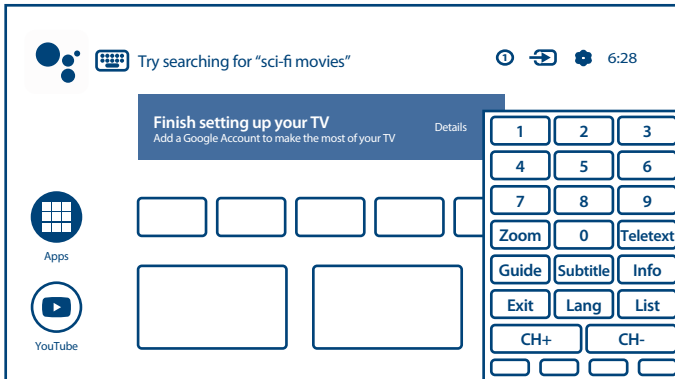 Try searching for “sci-fi movies”
1
6:28
Finish setting up your TV
Add a Google Account to make the most of your TV
Details
1 2 3
4 5 6
7 8 9
Zoom 0 Teletext
Guide Subtitle Info
Exit Lang List
CH+ CH-
Apps
YouTube